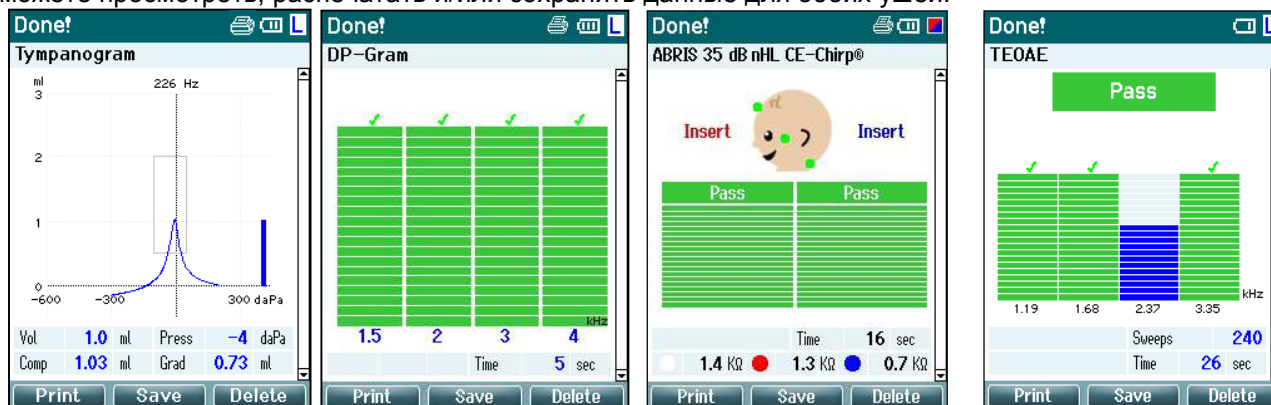 можете просмотреть, распечатать и/или сохранить данные для обоих ушей.
Done!
L
Tympanogram
ml
226 Hz
3
2
1
0
-600
-300
300 daPa
Vol 1.0 ml Press -4 daPa
Comp 1.03 ml Grad 0.73 ml
Print Save Delete
Done!
L
DP-Gram
kHz
1.5 2 3 4
Time 5 sec
Print Save Delete
Done!
ABRIS 35 dB nHL CE-Chirp®
Insert Insert
Pass Pass
Time 16 sec
1.4 KΩ 1.3 KΩ 0.7 KΩ
Print Save Delete
Done!
L
TEOAE
Pass
kHz
1.19 1.68 2.37 3.35
Sweeps 240
Time 26 sec
Print Save Delete